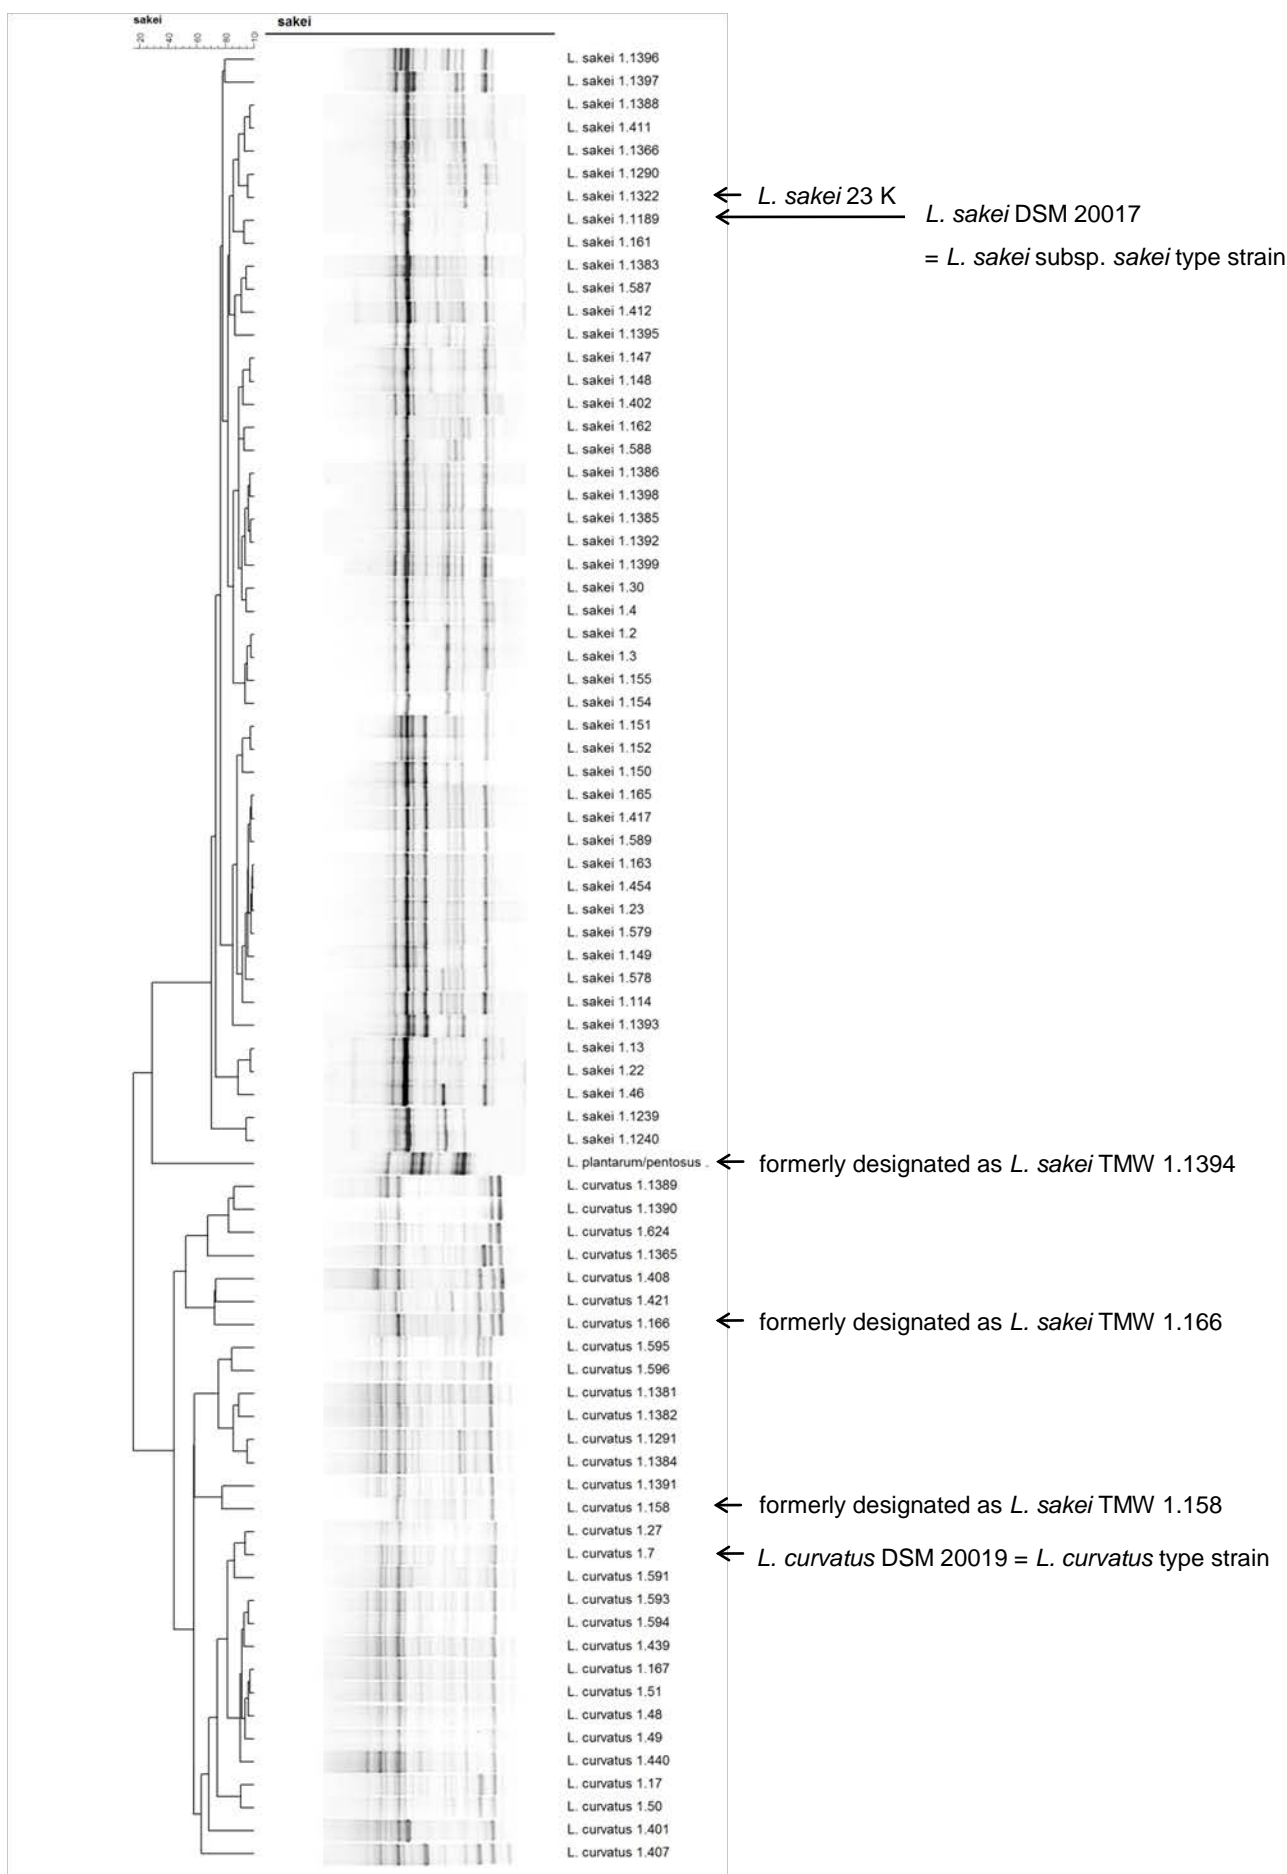 sakei
sakei
20 40 60 80 100
L. sakei 1.1396
L. sakei 1.1397
L. sakei 1.1388
L. sakei 1.411
L. sakei 1.1366
L. sakei 1.1290
L. sakei 1.1322 L. sakei 23 K
L. sakei 1.1189 L. sakei DSM 20017
= L. sakei subsp. sakei type strain
L. sakei 1.161
L. sakei 1.1383
L. sakei 1.587
L. sakei 1.412
L. sakei 1.1395
L. sakei 1.147
L. sakei 1.148
L. sakei 1.402
L. sakei 1.162
L. sakei 1.588
L. sakei 1.1386
L. sakei 1.1398
L. sakei 1.1385
L. sakei 1.1392
L. sakei 1.1399
L. sakei 1.30
L. sakei 1.4
L. sakei 1.2
L. sakei 1.3
L. sakei 1.155
L. sakei 1.154
L. sakei 1.151
L. sakei 1.152
L. sakei 1.150
L. sakei 1.165
L. sakei 1.417
L. sakei 1.589
L. sakei 1.163
L. sakei 1.454
L. sakei 1.23
L. sakei 1.579
L. sakei 1.149
L. sakei 1.578
L. sakei 1.114
L. sakei 1.1393
L. sakei 1.13
L. sakei 1.22
L. sakei 1.46
L. sakei 1.1239
L. sakei 1.1240
L. plantarum/pentosus . formerly designated as L. sakei TMW 1.1394
L. curvatus 1.1389
L. curvatus 1.1390
L. curvatus 1.624
L. curvatus 1.1365
L. curvatus 1.408
L. curvatus 1.421
L. curvatus 1.166 formerly designated as L. sakei TMW 1.166
L. curvatus 1.595
L. curvatus 1.596
L. curvatus 1.1381
L. curvatus 1.1382
L. curvatus 1.1291
L. curvatus 1.1384
L. curvatus 1.1391
L. curvatus 1.158 formerly designated as L. sakei TMW 1.158
L. curvatus 1.27
L. curvatus 1.7 L. curvatus DSM 20019 = L. curvatus type strain
L. curvatus 1.591
L. curvatus 1.593
L. curvatus 1.594
L. curvatus 1.439
L. curvatus 1.167
L. curvatus 1.51
L. curvatus 1.48
L. curvatus 1.49
L. curvatus 1.440
L. curvatus 1.17
L. curvatus 1.50
L. curvatus 1.401
L. curvatus 1.407